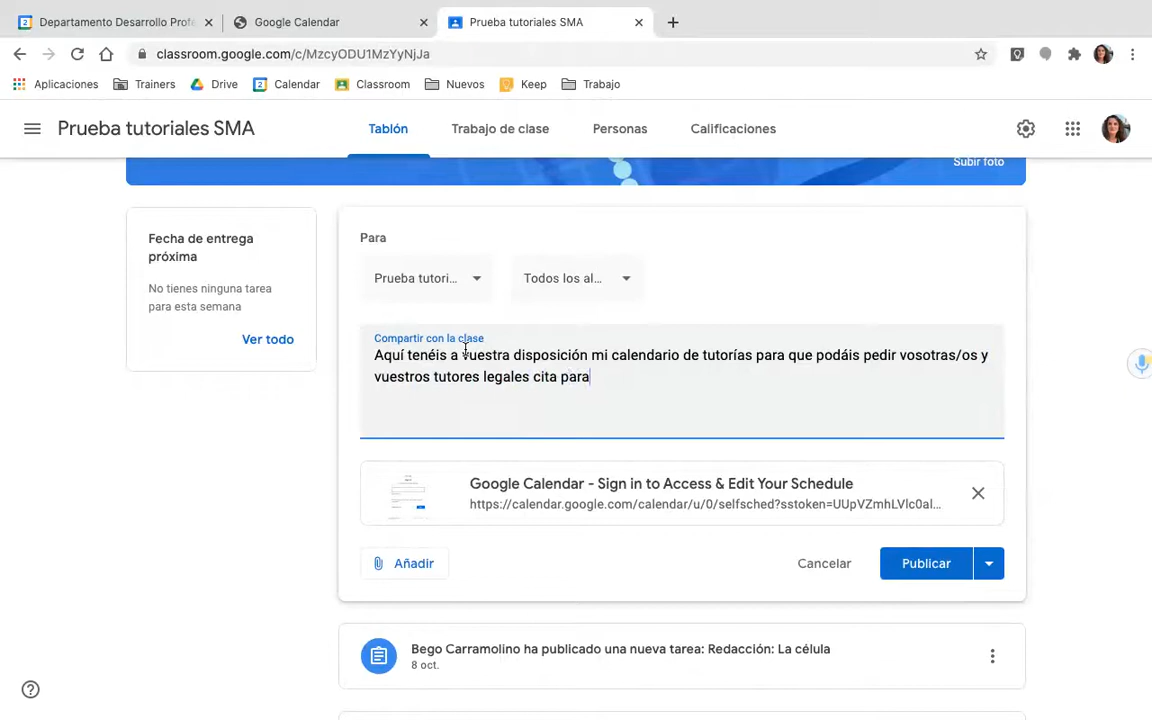 Departamento Desarrollo Profe
Google Calendar
Prueba tutoriales SMA
classroom.google.com/c/MzcyODU1MzYyNjJa
Aplicaciones
Trainers
Drive
Calendar
Classroom
Nuevos
Keep
Trabajo
Prueba tutoriales SMA
Tablón
Trabajo de clase
Personas
Calificaciones
Subir foto
Fecha de entrega
próxima
No tienes ninguna tarea
para esta semana
Ver todo
Para
Prueba tutori...
Todos los al...
Compartir con la clase
Aquí tenéis a vuestra disposición mi calendario de tutorías para que podáis pedir vosotras/os y
vuestros tutores legales cita para
Google Calendar - Sign in to Access & Edit Your Schedule
https://calendar.google.com/calendar/u/0/selfsched?sstoken=UUpVZmhLVlc0al...
Añadir
Cancelar
Publicar
Bego Carramolino ha publicado una nueva tarea: Redacción: La célula
8 oct.